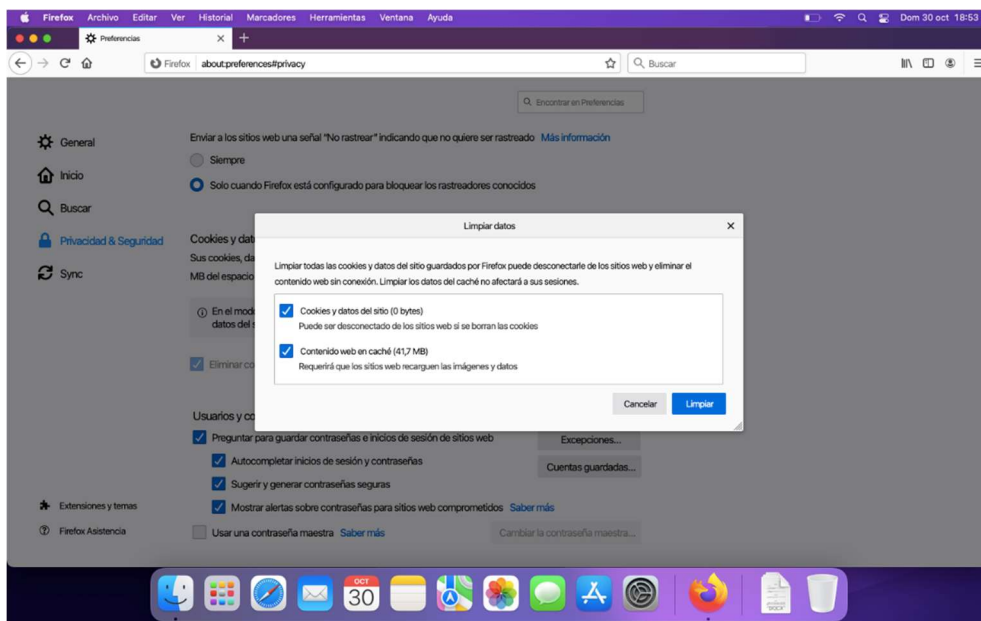 Firefox Archivo Editar Ver Historial Marcadores Herramientas Ventana Ayuda Dom 30 oct 18:53
Preferencias
Firefox about:preferences#privacy Buscar
Encontrar en Preferencias
Enviar a los sitios web una señal "No rastrear" indicando que no quiere ser rastreado Más información
General
Siempre
Inicio
Solo cuando Firefox está configurado para bloquear los rastreadores conocidos
Buscar
Privacidad & Seguridad
Sync
Cookies y dat
Sus cookies, da
MB del espacio
En el mod
datos del s
Eliminar co
Limpiar datos
Limpiar todas las cookies y datos del sitio guardados por Firefox puede desconectarle de los sitios web y eliminar el
contenido web sin conexión. Limpiar los datos del caché no afectará a sus sesiones.
Cookies y datos del sitio (0 bytes)
Puede ser desconectado de los sitios web si se borran las cookies
Contenido web en caché (41,7 MB)
Requerirá que los sitios web recarguen las imágenes y datos
Cancelar Limpiar
Usuarios y co
Preguntar para guardar contraseñas e inicios de sesión de sitios web Excepciones...
Autocompletar inicios de sesión y contraseñas Cuentas guardadas...
Sugerir y generar contraseñas seguras
Mostrar alertas sobre contraseñas para sitios web comprometidos Saber más
Usar una contraseña maestra Saber más Cambiar la contraseña maestra...
Extensiones y temas
Firefox Asistencia
OCT
30